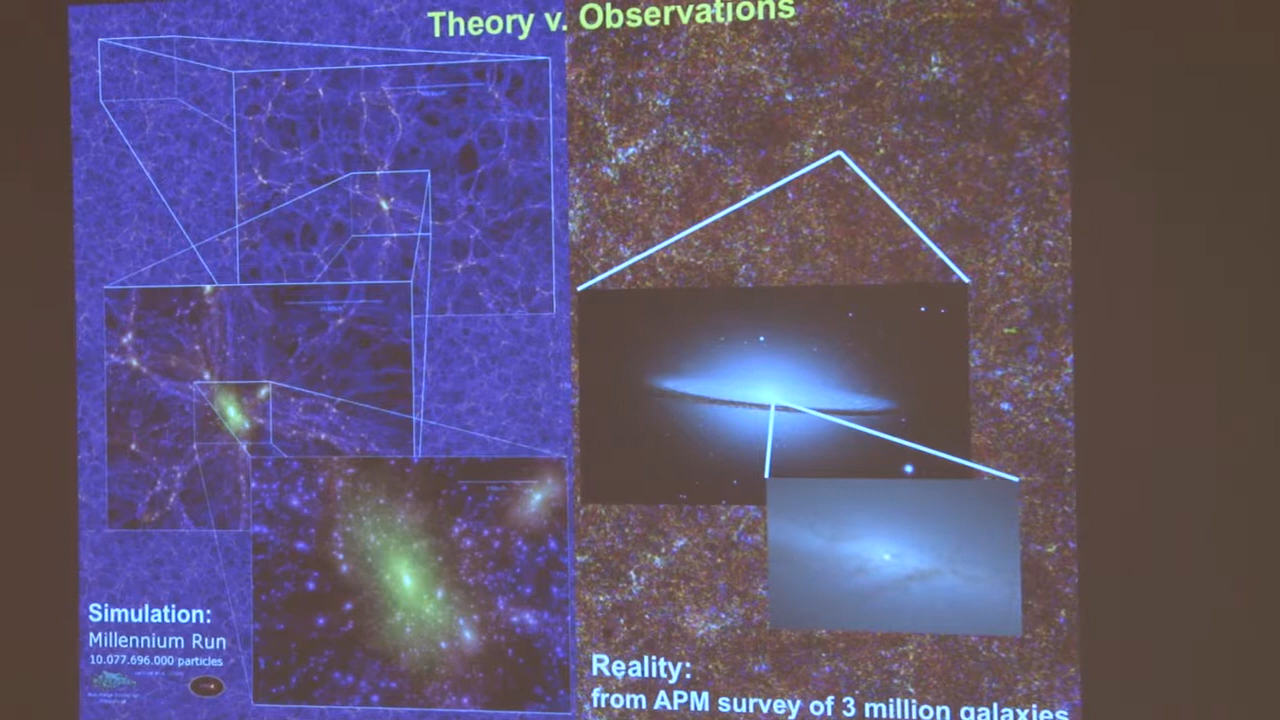 Theory v. Observations
Simulation:
Millennium Run
10.077.696.000 particles
Reality:
from APM survey of 3 million galaxies